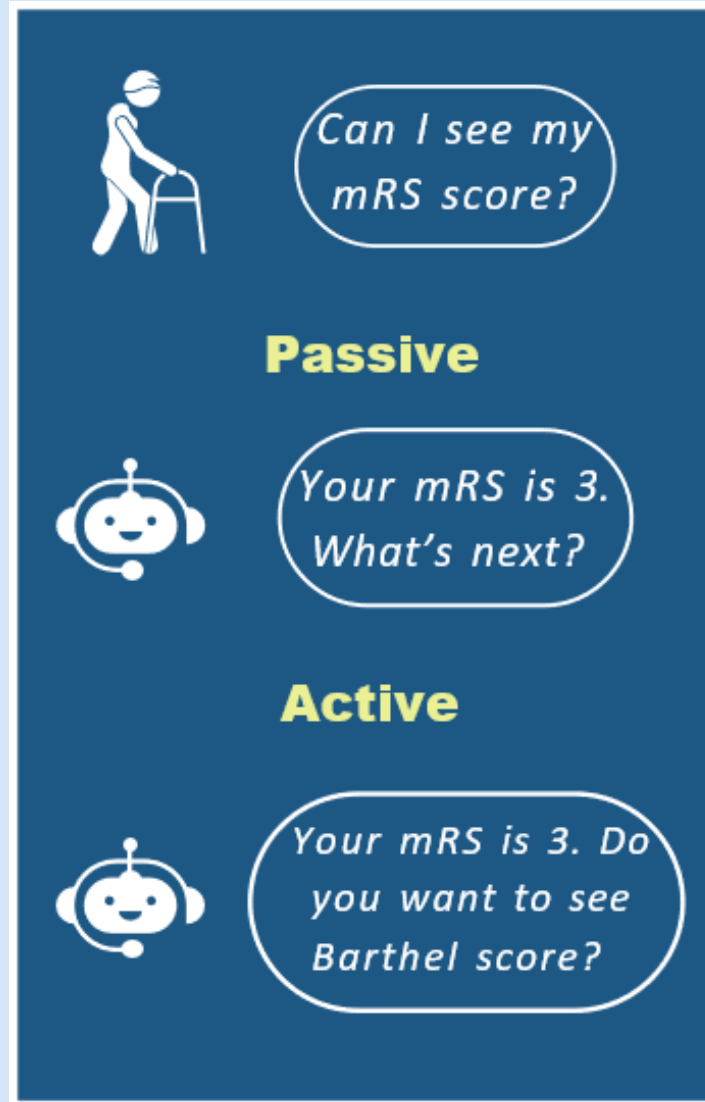 Can I see my
mRS score?
Passive
Your mRS is 3.
What's next?
Active
Your mRS is 3. Do
you want to see
Barthel score?